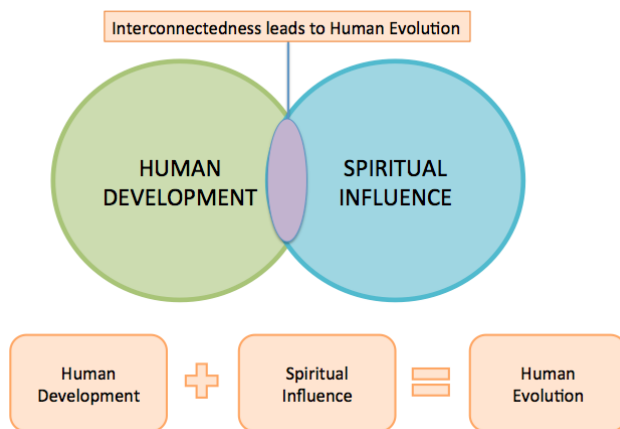 Interconnectedness leads to Human Evolution
HUMAN
DEVELOPMENT
SPIRITUAL
INFLUENCE
Human
Development
+
Spiritual
Influence
=
Human
Evolution